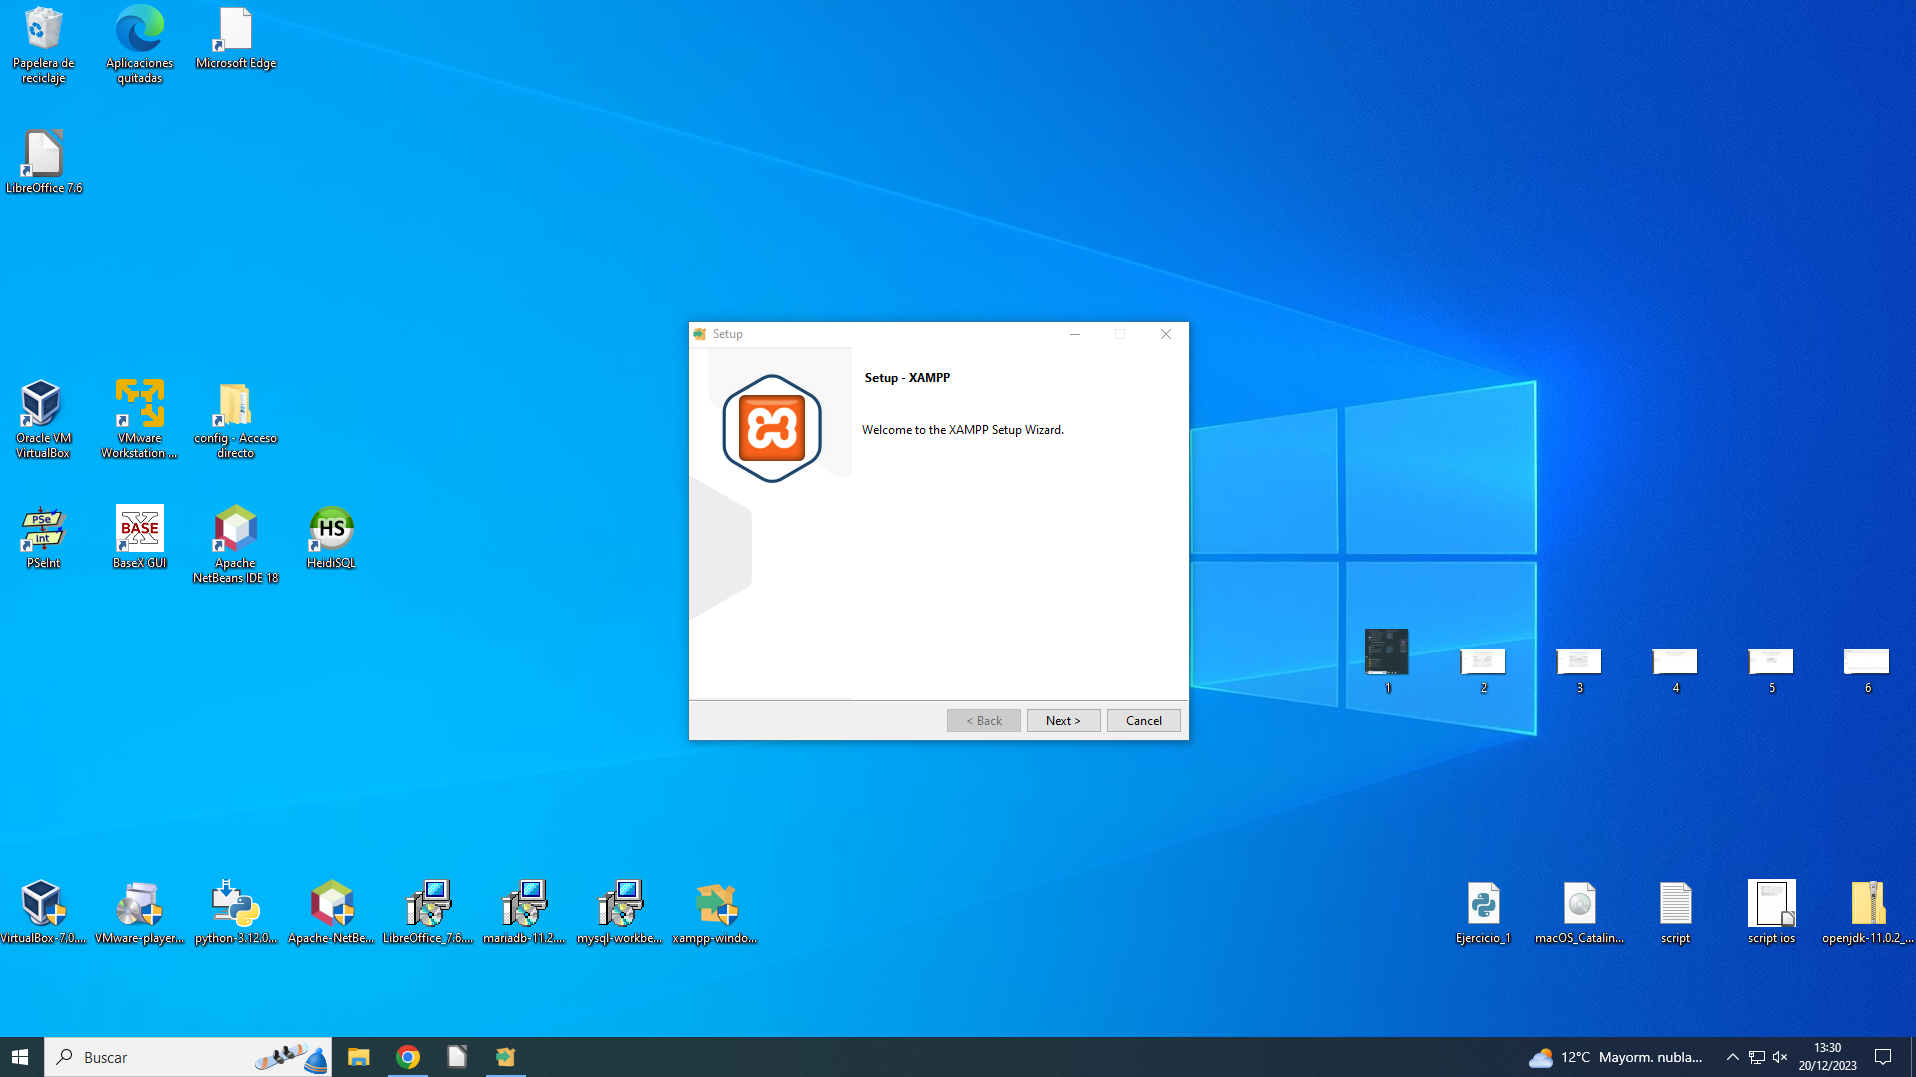 Papelera de
reciclaje
Aplicaciones
quitadas
Microsoft Edge
LibreOffice 7.6
Setup
Setup - XAMPP
Welcome to the XAMPP Setup Wizard.
< Back
Next >
Cancel
Oracle VM
VirtualBox
VMware
Workstation ...
config - Acceso
directo
PSe
Int
PSeInt
BASE
X
BaseX GUI
Apache
NetBeans IDE 18
HS
HeidiSQL
1
2
3
4
5
6
VirtualBox-7.0....
VMware-player...
python-3.12.0...
Apache-NetBe...
LibreOffice_7.6....
mariadb-11.2....
mysql-workbe...
xampp-windo...
Ejercicio_1
macOS_Catalin...
script
script ios
openjdk-11.0.2_...
Buscar
12°C Mayorm. nubla...
13:30
20/12/2023